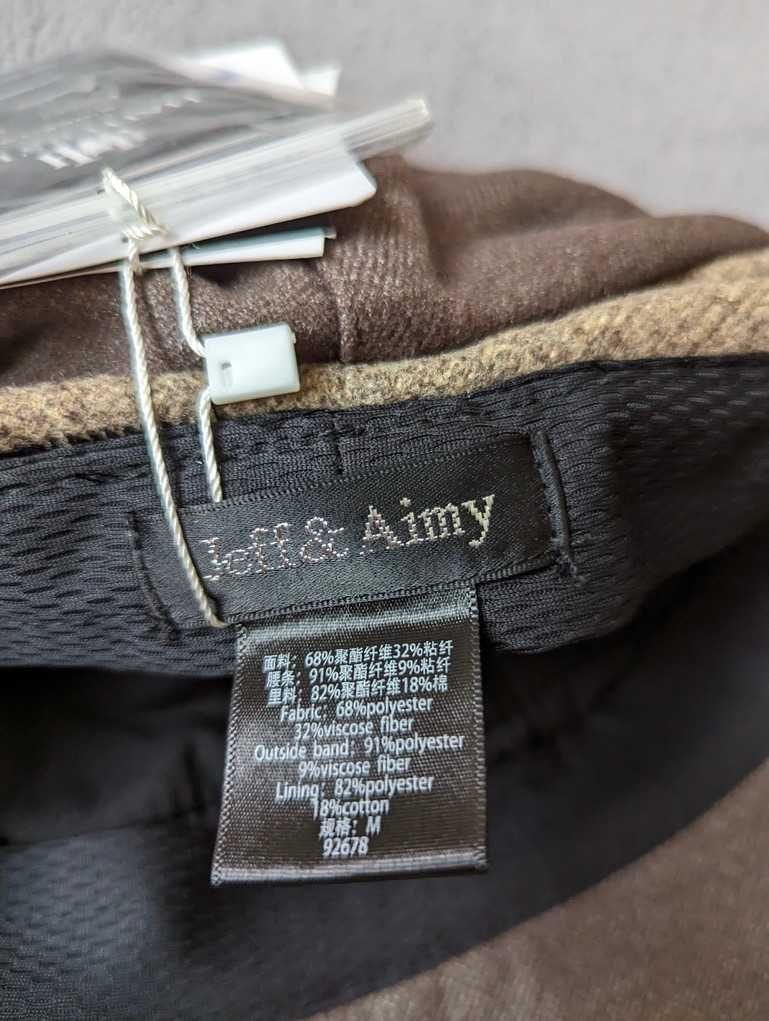 Jeff & Aimy
面料：68%聚酯纤维32%粘纤
腰条：91%聚酯纤维9%粘纤
里料：82%聚酯纤维18%棉
Fabric：68%polyester
32%viscose fiber
Outside band：91%polyester
9%viscose fiber
Lining：82%polyester
18%cotton
规格：M
92678